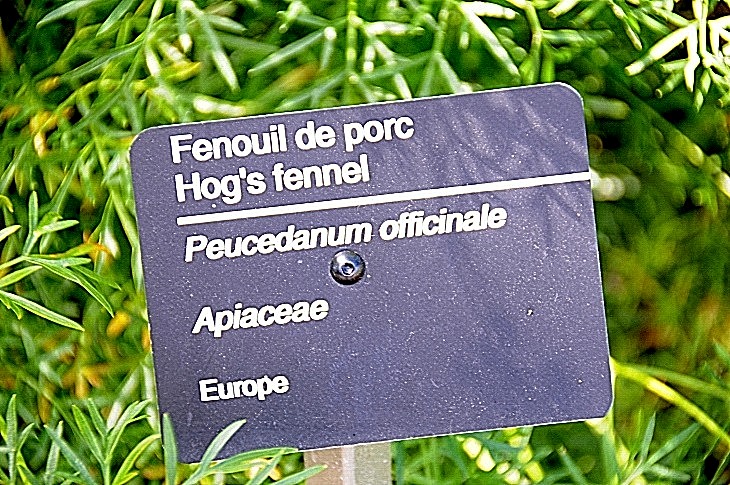 Fenouil de porc
Hog's fennel
Peucedanum officinale
Apiaceae
Europe